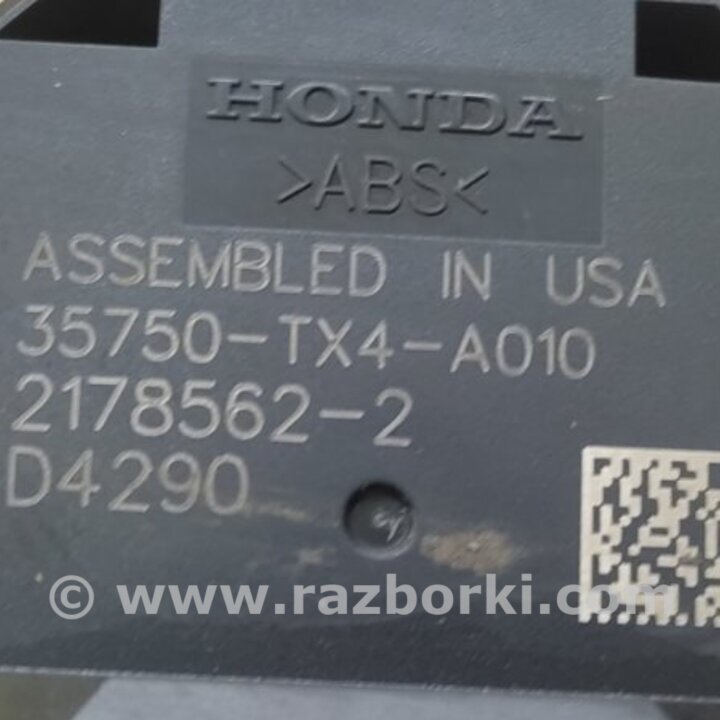 HONDA
>ABS<
ASSEMBLED IN USA
35750-TX4-A010
2178562-2
D4290
© www.razborki.com